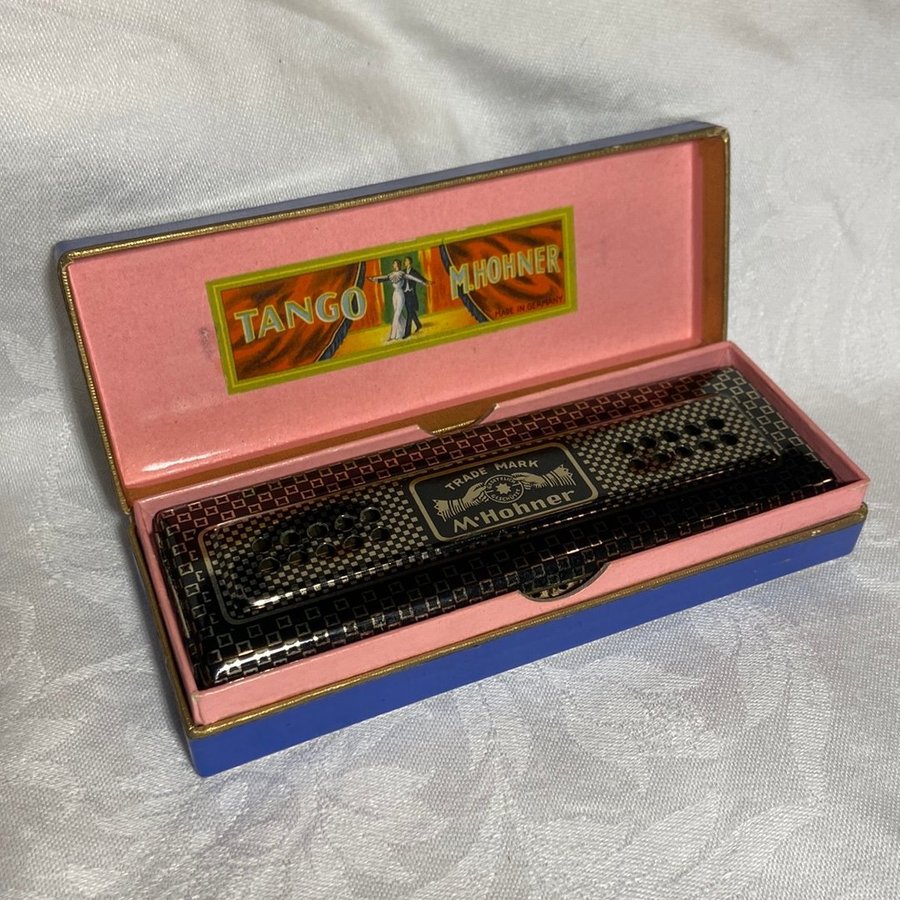 TANGO
M.HOHNER
MADE IN GERMANY
TRADE MARK
M. Hohner